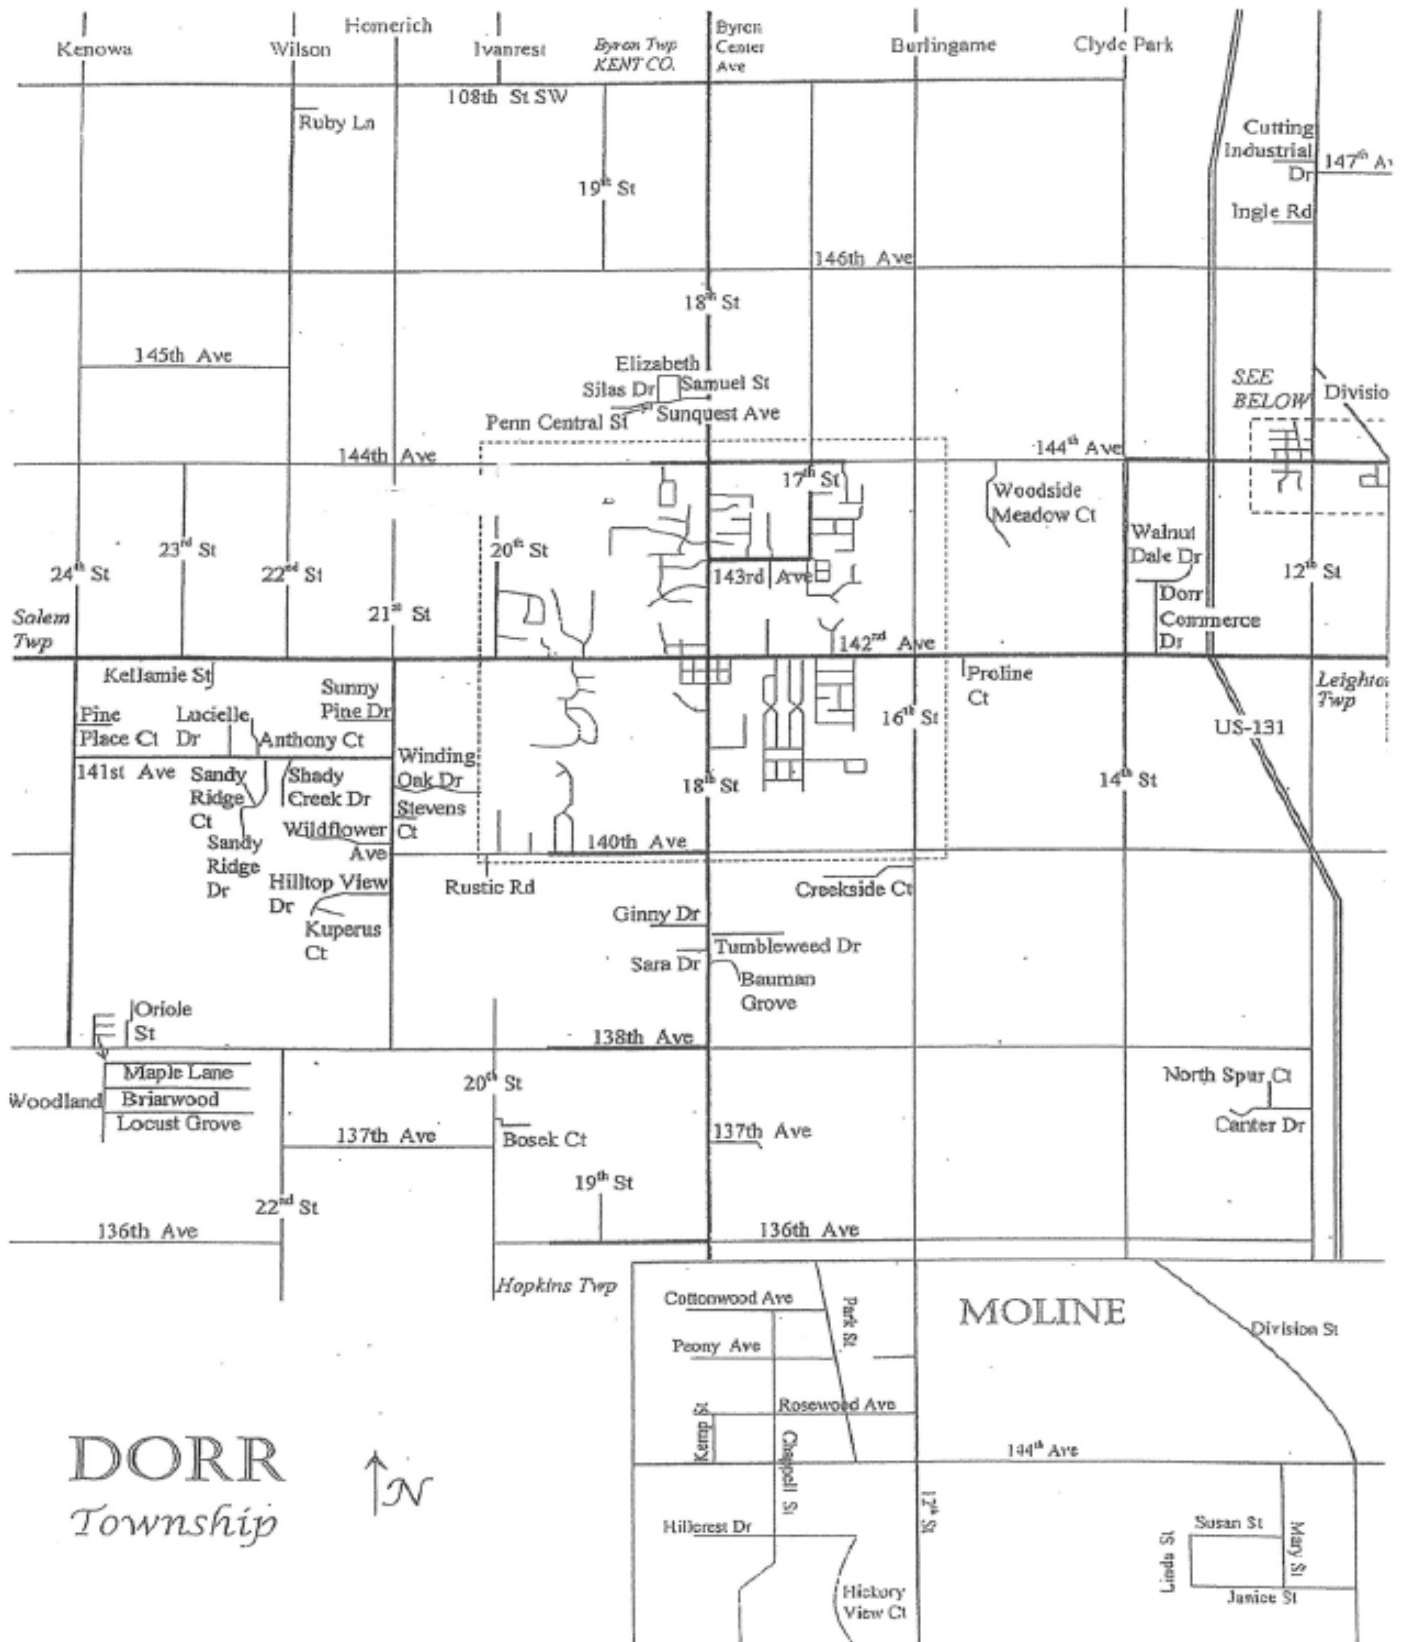 Homerich
Kenowa
Wilson
Ivanrest
Byron Twp
KENT CO.
Byron
Center
Ave
Burlingame
Clyde Park
108th St SW
Ruby Ln
Cutting
Industrial
Dr
147th Av
19th St
Ingle Rd
146th Ave
18th St
145th Ave
Elizabeth
Silas Dr
Samuel St
Penn Central St
Sunquest Ave
SEE
BELOW
Divisio
144th Ave
144th Ave
17th St
Woodside
Meadow Ct
Walnut
Dale Dr
24th St
23rd St
22nd St
20th St
143rd Ave
12th St
21st St
Dorr
Commerce
Dr
Salem
Twp
142nd Ave
KelJamie St
Sunny
Pine Dr
Proline
Ct
Leighto
Twp
Pine
Place Ct
Lucielle
Dr
Anthony Ct
16th St
US-131
141st Ave
Sandy
Ridge
Ct
Shady
Creek Dr
Winding
Oak Dr
18th St
14th St
Stevens
Ct
Wildflower
Ave
Sandy
Ridge
Dr
140th Ave
Hilltop View
Dr
Rustic Rd
Creekside Ct
Kuperus
Ct
Ginny Dr
Tumbleweed Dr
Sara Dr
Bauman
Grove
Oriole
St
138th Ave
Maple Lane
Woodland
Briarwood
Locust Grove
20th St
North Spur Ct
Canter Dr
137th Ave
Bosek Ct
137th Ave
19th St
22nd St
136th Ave
136th Ave
Hopkins Twp
Cottonwood Ave
Park St
MOLINE
Division St
Peony Ave
Kemp St
Rosewood Ave
Chappell St
144th Ave
DORR
Township
N
12th St
Hillcrest Dr
Susan St
Linda St
Mary St
Hickory
View Ct
Janice St